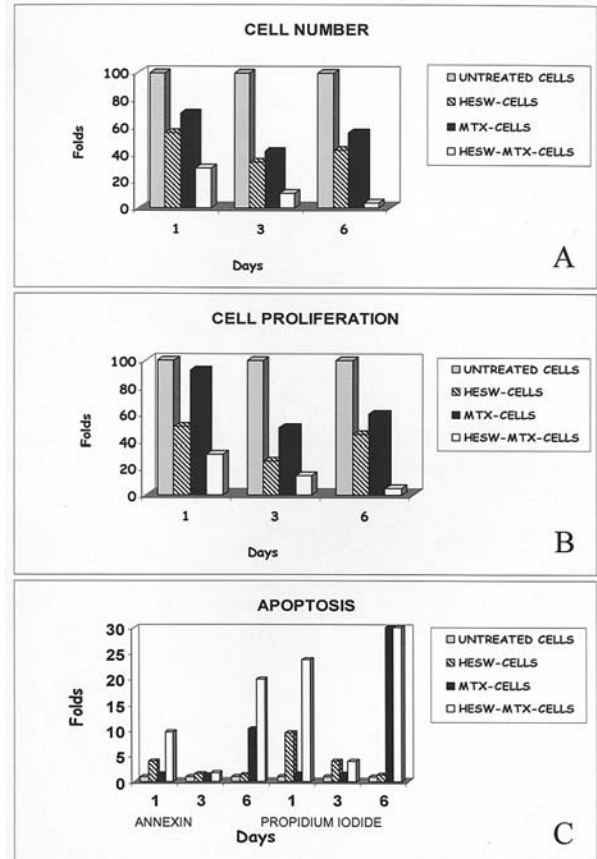 CELL NUMBER
100
80
60
40
20
0
Folds
1 3 6
Days
UNTREATED CELLS
HESW-CELLS
MTX-CELLS
HESW-MTX-CELLS
A
CELL PROLIFERATION
100
80
60
40
20
0
Folds
1 3 6
Days
UNTREATED CELLS
HESW-CELLS
MTX-CELLS
HESW-MTX-CELLS
B
APOPTOSIS
30
25
20
15
10
5
0
Folds
1 3 6 1 3 6
ANNEXIN PROPIDIUM IODIDE
Days
UNTREATED CELLS
HESW-CELLS
MTX-CELLS
HESW-MTX-CELLS
C